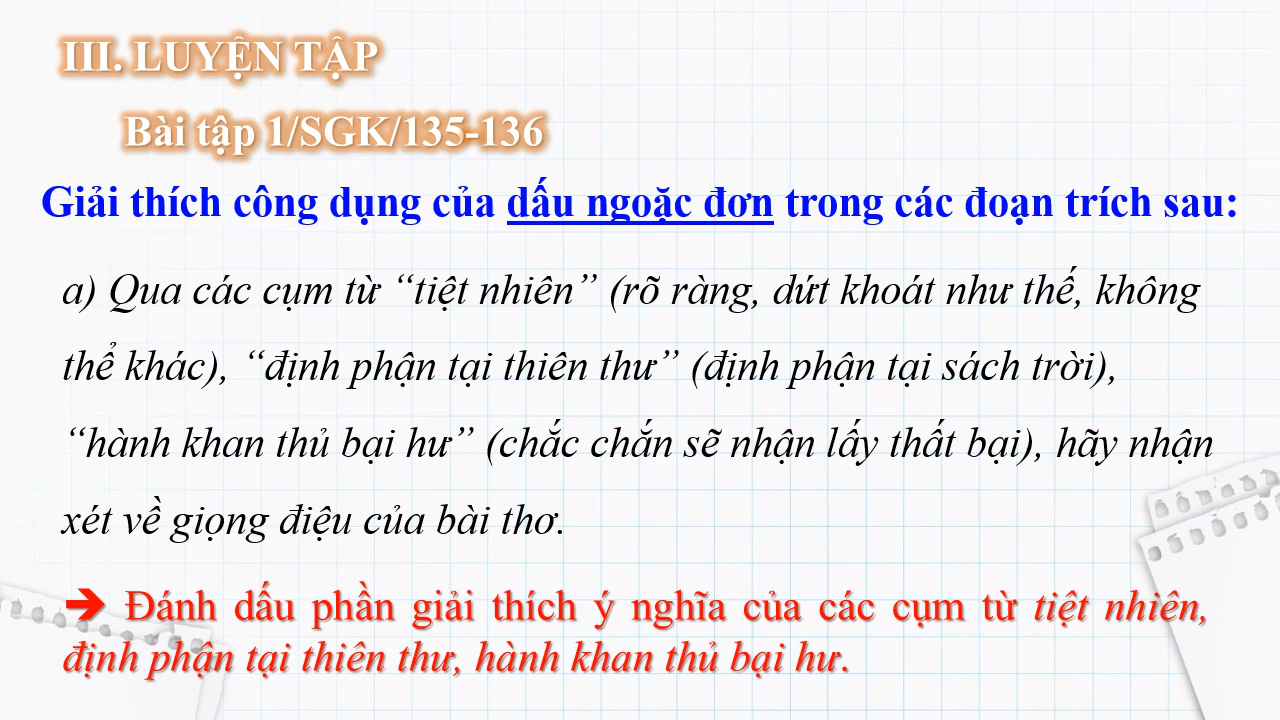 III. LUYỆN TẬP
Bài tập 1/SGK/135-136
Giải thích công dụng của dấu ngoặc đơn trong các đoạn trích sau:
a) Qua các cụm từ “tiệt nhiên” (rõ ràng, dứt khoát như thế, không
thể khác), “định phận tại thiên thư” (định phận tại sách trời),
“hành khan thủ bại hư” (chắc chắn sẽ nhận lấy thất bại), hãy nhận
xét về giọng điệu của bài thơ.
➔ Đánh dấu phần giải thích ý nghĩa của các cụm từ tiệt nhiên,
định phận tại thiên thư, hành khan thủ bại hư.